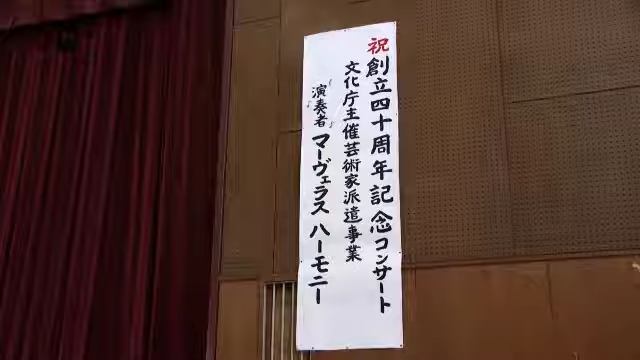 祝創立四十周年記念コンサート
文化庁主催芸術家派遣事業
演奏者 マーヴェラス ハーモニー